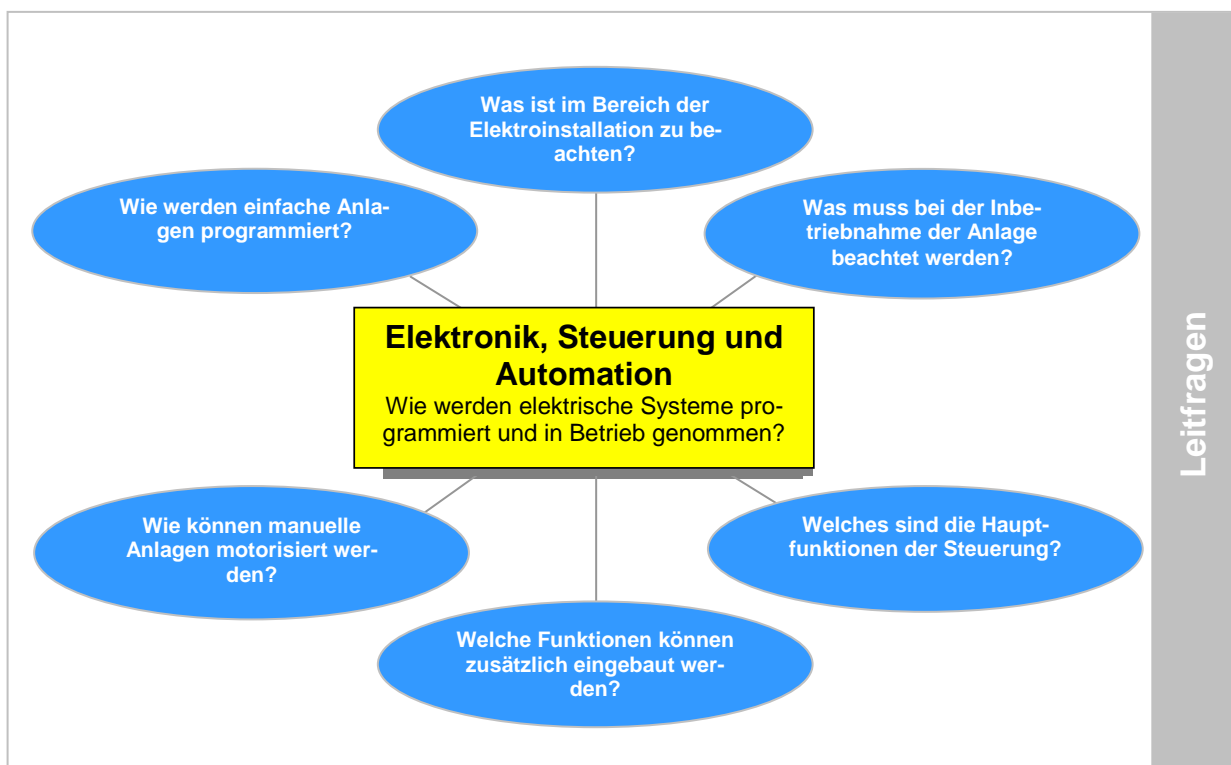 Was ist im Bereich der
Elektroinstallation zu be-
achten?
Wie werden einfache Anla-
gen programmiert?
Was muss bei der Inbe-
triebnahme der Anlage
beachtet werden?
Elektronik, Steuerung und
Automation
Wie werden elektrische Systeme pro-
grammiert und in Betrieb genommen?
Wie können manuelle
Anlagen motorisiert wer-
den?
Welches sind die Haupt-
funktionen der Steuerung?
Welche Funktionen können
zusätzlich eingebaut wer-
den?
Leitfragen